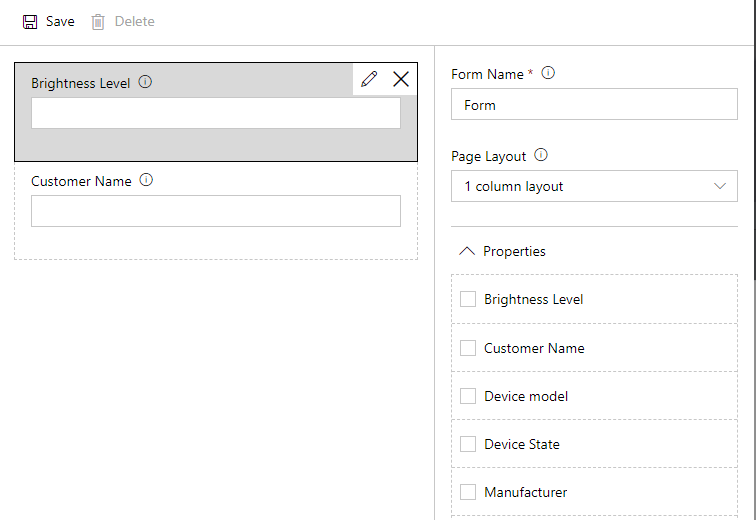 Save Delete
Brightness Level
Customer Name
Form Name *
Form
Page Layout
1 column layout
Properties
Brightness Level
Customer Name
Device model
Device State
Manufacturer